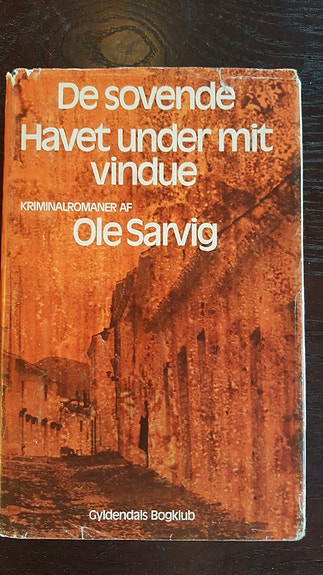 De sovende
Havet under mit
vindue
KRIMINALROMANER AF
Ole Sarvig
Gyldendals Bogklub